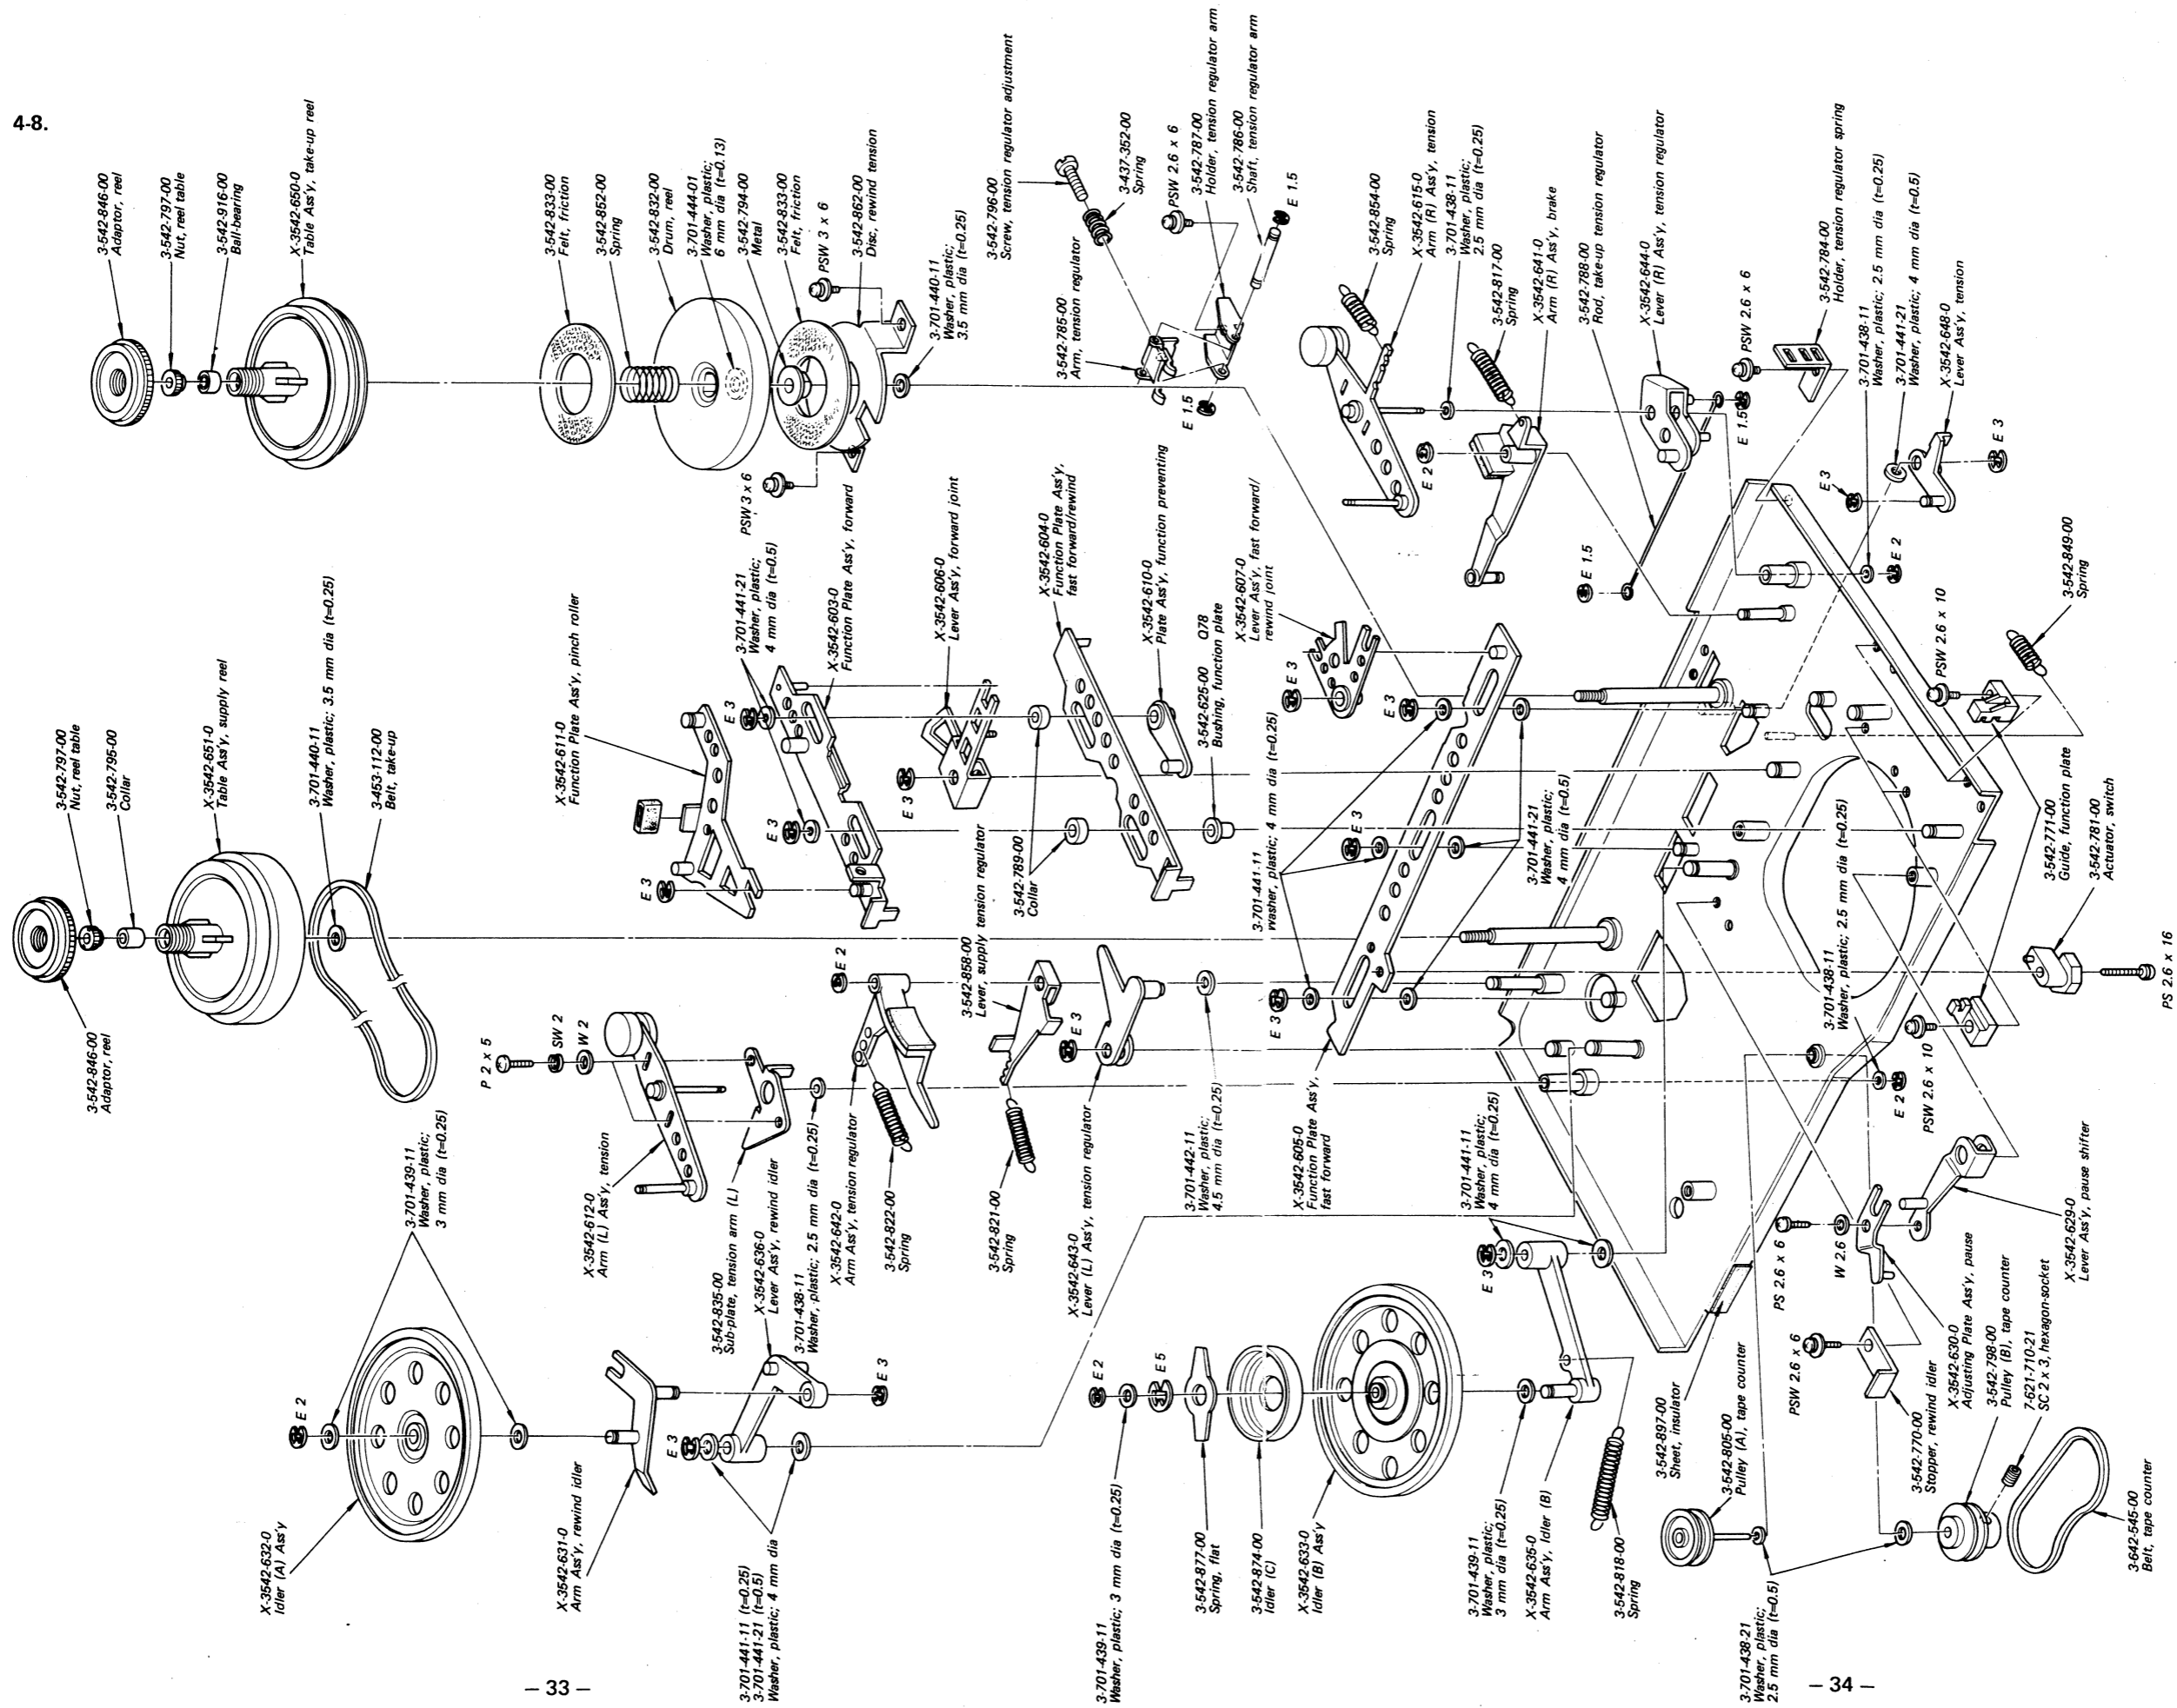 4-8.
3-542-846-00
Adaptor, reel
3-542-797-00
Nut, reel table
3-542-916-00
Ball-bearing
X-3542-650-0
Table Ass'y, take-up reel
3-542-833-00
Felt, friction
3-542-852-00
Spring
3-542-832-00
Drum, reel
3-701-444-01
Washer, plastic;
6 mm dia (t=0.13)
3-542-794-00
Metal
3-542-833-00
Felt, friction
PSW 3 x 6
3-542-862-00
Disc, rewind tension
3-701-440-11
Washer, plastic;
3.5 mm dia (t=0.25)
PSW 3 x 6
3-542-796-00
Screw, tension regulator adjustment
3-542-785-00
Arm, tension regulator
3-437-352-00
Spring
PSW 2.6 x 6
3-542-787-00
Holder, tension regulator arm
3-542-786-00
Shaft, tension regulator arm
E 1.5
E 1.5
3-542-854-00
Spring
X-3542-615-0
Arm (R) Ass'y, tension
3-701-438-11
Washer, plastic;
2.5 mm dia (t=0.25)
E 2
3-542-817-00
Spring
X-3542-641-0
Arm (R) Ass'y, brake
3-542-788-00
Rod, take-up tension regulator
E 1.5
X-3542-644-0
Lever (R) Ass'y, tension regulator
E 1.5
PSW 2.6 x 6
3-542-784-00
Holder, tension regulator spring
3-701-438-11
Washer, plastic; 2.5 mm dia (t=0.25)
3-701-441-21
Washer, plastic; 4 mm dia (t=0.5)
X-3542-648-0
Lever Ass'y, tension
E 3
E 3
E 2
3-542-849-00
Spring
PSW 2.6 x 10
3-542-797-00
Nut, reel table
3-542-795-00
Collar
X-3542-651-0
Table Ass'y, supply reel
3-701-440-11
Washer, plastic; 3.5 mm dia (t=0.25)
3-453-112-00
Belt, take-up
3-542-846-00
Adaptor, reel
X-3542-611-0
Function Plate Ass'y, pinch roller
3-701-441-21
Washer, plastic;
4 mm dia (t=0.5)
X-3542-603-0
Function Plate Ass'y, forward
E 3
E 3
E 3
X-3542-606-0
Lever Ass'y, forward joint
E 3
3-542-789-00
Collar
X-3542-604-0
Function Plate Ass'y,
fast forward/rewind
X-3542-610-0
Plate Ass'y, function preventing
3-542-625-00 Q78
Bushing, function plate
X-3542-607-0
Lever Ass'y, fast forward/
rewind joint
E 3
E 3
E 3
E 3
3-701-441-11
washer, plastic; 4 mm dia (t=0.25)
3-701-441-21
Washer, plastic;
4 mm dia (t=0.5)
X-3542-605-0
Function Plate Ass'y,
fast forward
P 2 x 5
SW 2
W 2
X-3542-612-0
Arm (L) Ass'y, tension
3-542-835-00
Sub-plate, tension arm (L)
3-701-438-11
Washer, plastic; 2.5 mm dia (t=0.25)
X-3542-642-0
Arm Ass'y, tension regulator
E 2
3-542-822-00
Spring
3-542-858-00
Lever, supply tension regulator
3-542-821-00
Spring
E 3
X-3542-643-0
Lever (L) Ass'y, tension regulator
3-701-442-11
Washer, plastic;
4.5 mm dia (t=0.25)
3-701-439-11
Washer, plastic;
3 mm dia (t=0.25)
E 2
X-3542-632-0
Idler (A) Ass'y
X-3542-631-0
Arm Ass'y, rewind idler
X-3542-636-0
Lever Ass'y, rewind idler
E 3
E 3
3-701-441-11 (t=0.25)
3-701-441-21 (t=0.5)
Washer, plastic; 4 mm dia
E 2
E 5
3-701-439-11
Washer, plastic; 3 mm dia (t=0.25)
3-542-877-00
Spring, flat
3-542-874-00
Idler (C)
X-3542-633-0
Idler (B) Ass'y
3-701-441-11
Washer, plastic;
4 mm dia (t=0.25)
E 3
3-701-439-11
Washer, plastic;
3 mm dia (t=0.25)
X-3542-635-0
Arm Ass'y, Idler (B)
3-542-818-00
Spring
3-542-897-00
Sheet, insulator
3-542-805-00
Pulley (A), tape counter
3-701-438-21
Washer, plastic;
2.5 mm dia (t=0.5)
PS 2.6 x 6
W 2.6
PSW 2.6 x 6
3-542-770-00
Stopper, rewind idler
X-3542-630-0
Adjusting Plate Ass'y, pause
3-542-798-00
Pulley (B), tape counter
7-621-710-21
SC 2 x 3, hexagon-socket
X-3542-629-0
Lever Ass'y, pause shifter
3-642-545-00
Belt, tape counter
3-701-438-11
Washer, plastic; 2.5 mm dia (t=0.25)
E 2
PSW 2.6 x 10
3-542-771-00
Guide, function plate
3-542-781-00
Actuator, switch
PS 2.6 x 16
– 33 –
– 34 –